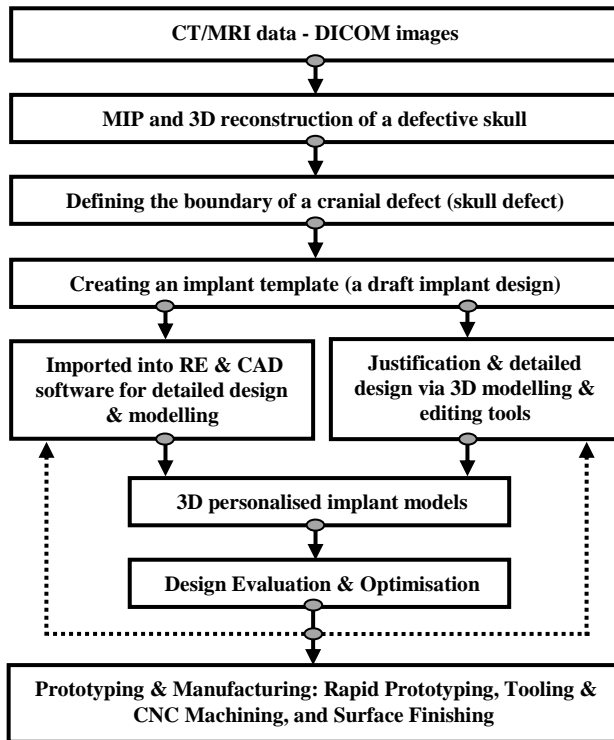 CT/MRI data - DICOM images
MIP and 3D reconstruction of a defective skull
Defining the boundary of a cranial defect (skull defect)
Creating an implant template (a draft implant design)
Imported into RE & CAD
software for detailed design
& modelling
Justification & detailed
design via 3D modelling &
editing tools
3D personalised implant models
Design Evaluation & Optimisation
Prototyping & Manufacturing: Rapid Prototyping, Tooling &
CNC Machining, and Surface Finishing